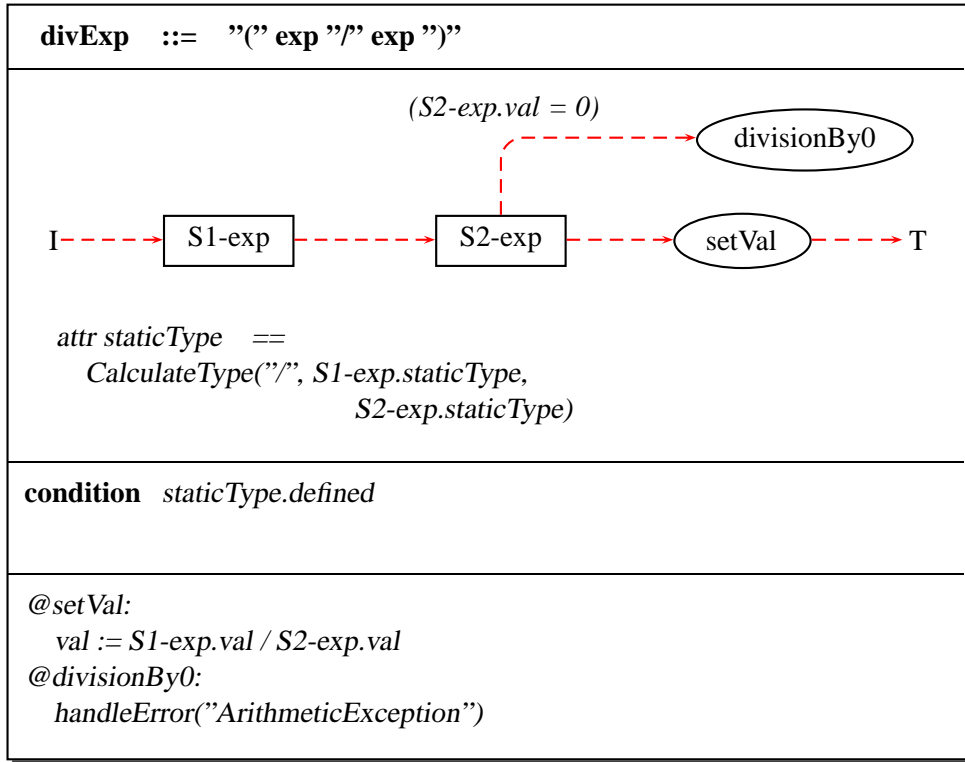 divExp ::= ”(” exp ”/” exp ”)”
(S2-exp.val = 0)
divisionBy0
I S1-exp S2-exp setVal T
attr staticType ==
CalculateType(”/”, S1-exp.staticType,
S2-exp.staticType)
condition staticType.defined
@setVal:
val := S1-exp.val / S2-exp.val
@divisionBy0:
handleError(”ArithmeticException”)